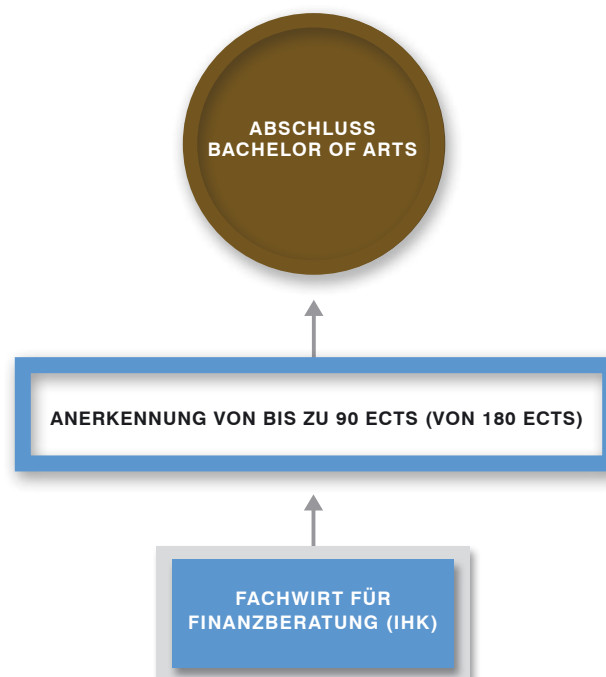 ABSCHLUSS
BACHELOR OF ARTS
ANERKENNUNG VON BIS ZU 90 ECTS (VON 180 ECTS)
FACHWIRT FÜR
FINANZBERATUNG (IHK)